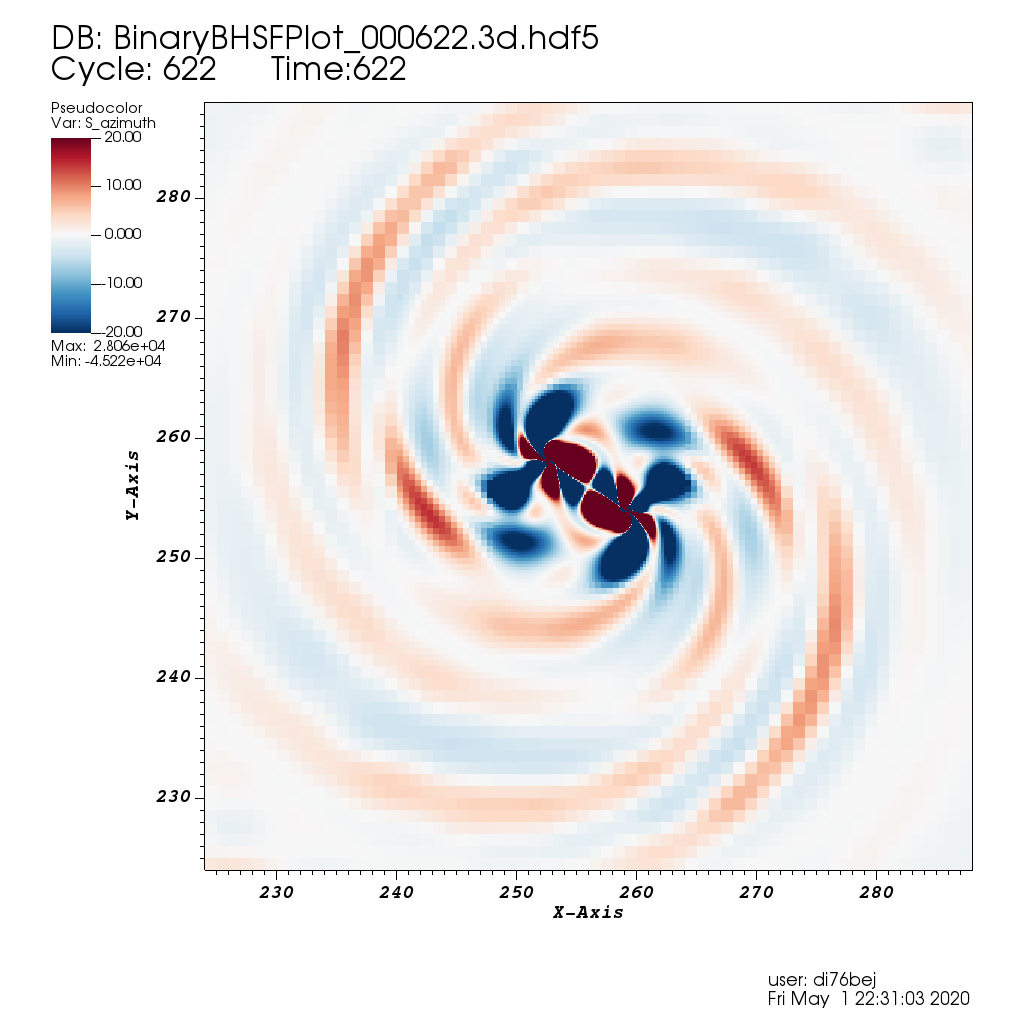 DB: BinaryBHSFPlot_000622.3d.hdf5
Cycle: 622 Time:622
Pseudocolor
Var: S_azimuth
20.00
10.00
0.000
-10.00
-20.00
Max: 2.806e+04
Min: -4.522e+04
280
270
260
250
240
230
Y-Axis
230 240 250 260 270 280
X-Axis
user: di76bej
Fri May 1 22:31:03 2020